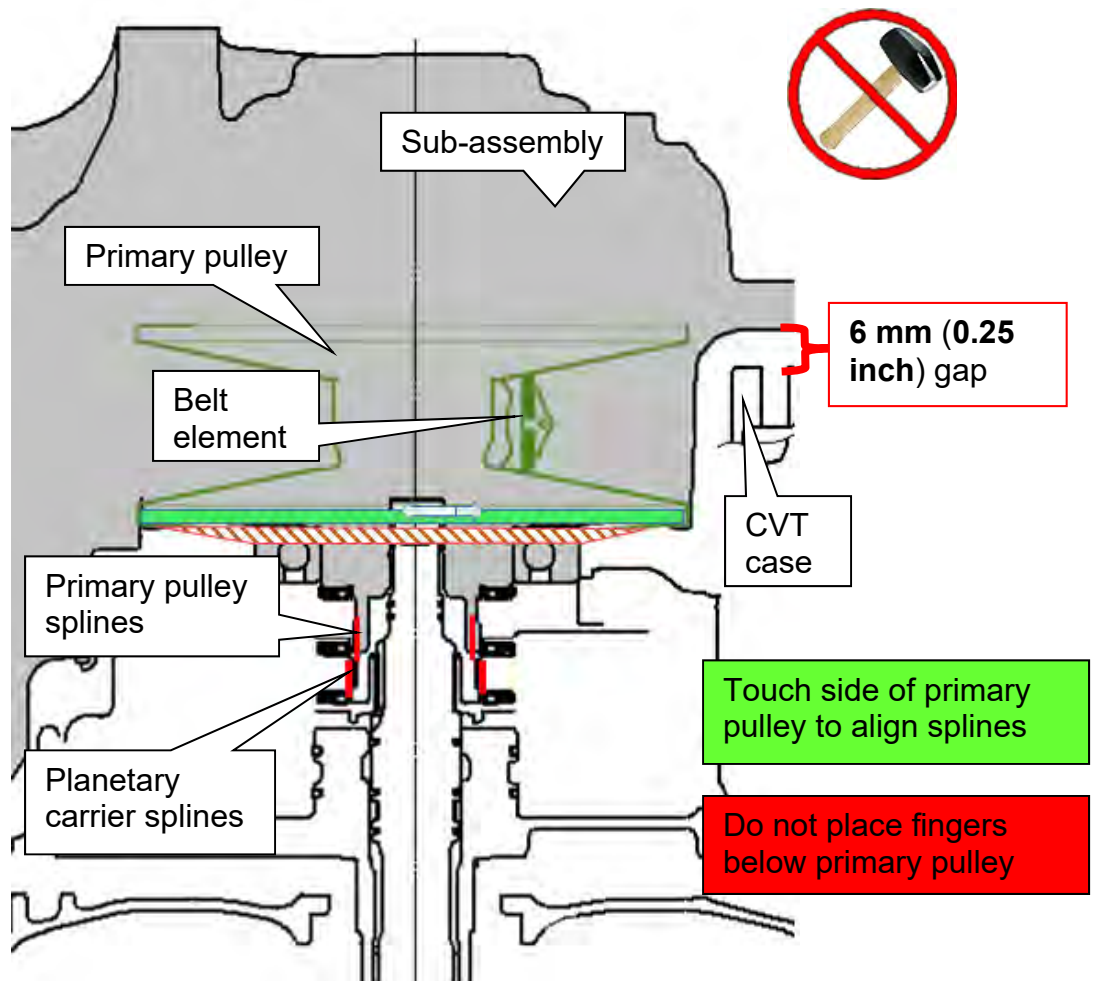 Sub-assembly
Primary pulley
6 mm (0.25
inch) gap
Belt
element
CVT
case
Primary pulley
splines
Touch side of primary
pulley to align splines
Planetary
carrier splines
Do not place fingers
below primary pulley